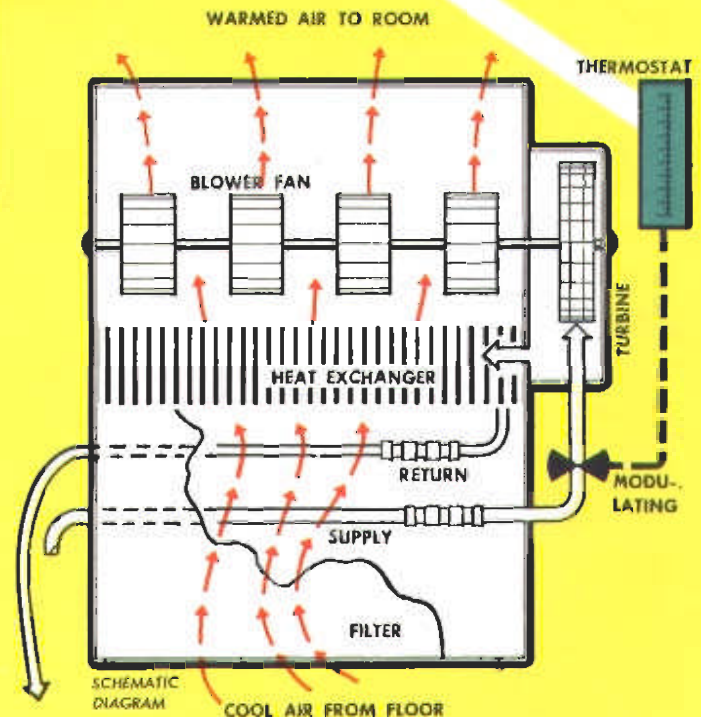 WARMED AIR TO ROOM
THERMOSTAT
BLOWER FAN
TURBINE
HEAT EXCHANGER
RETURN
MODU-
LATING
SUPPLY
FILTER
SCHEMATIC
DIAGRAM
COOL AIR FROM FLOOR